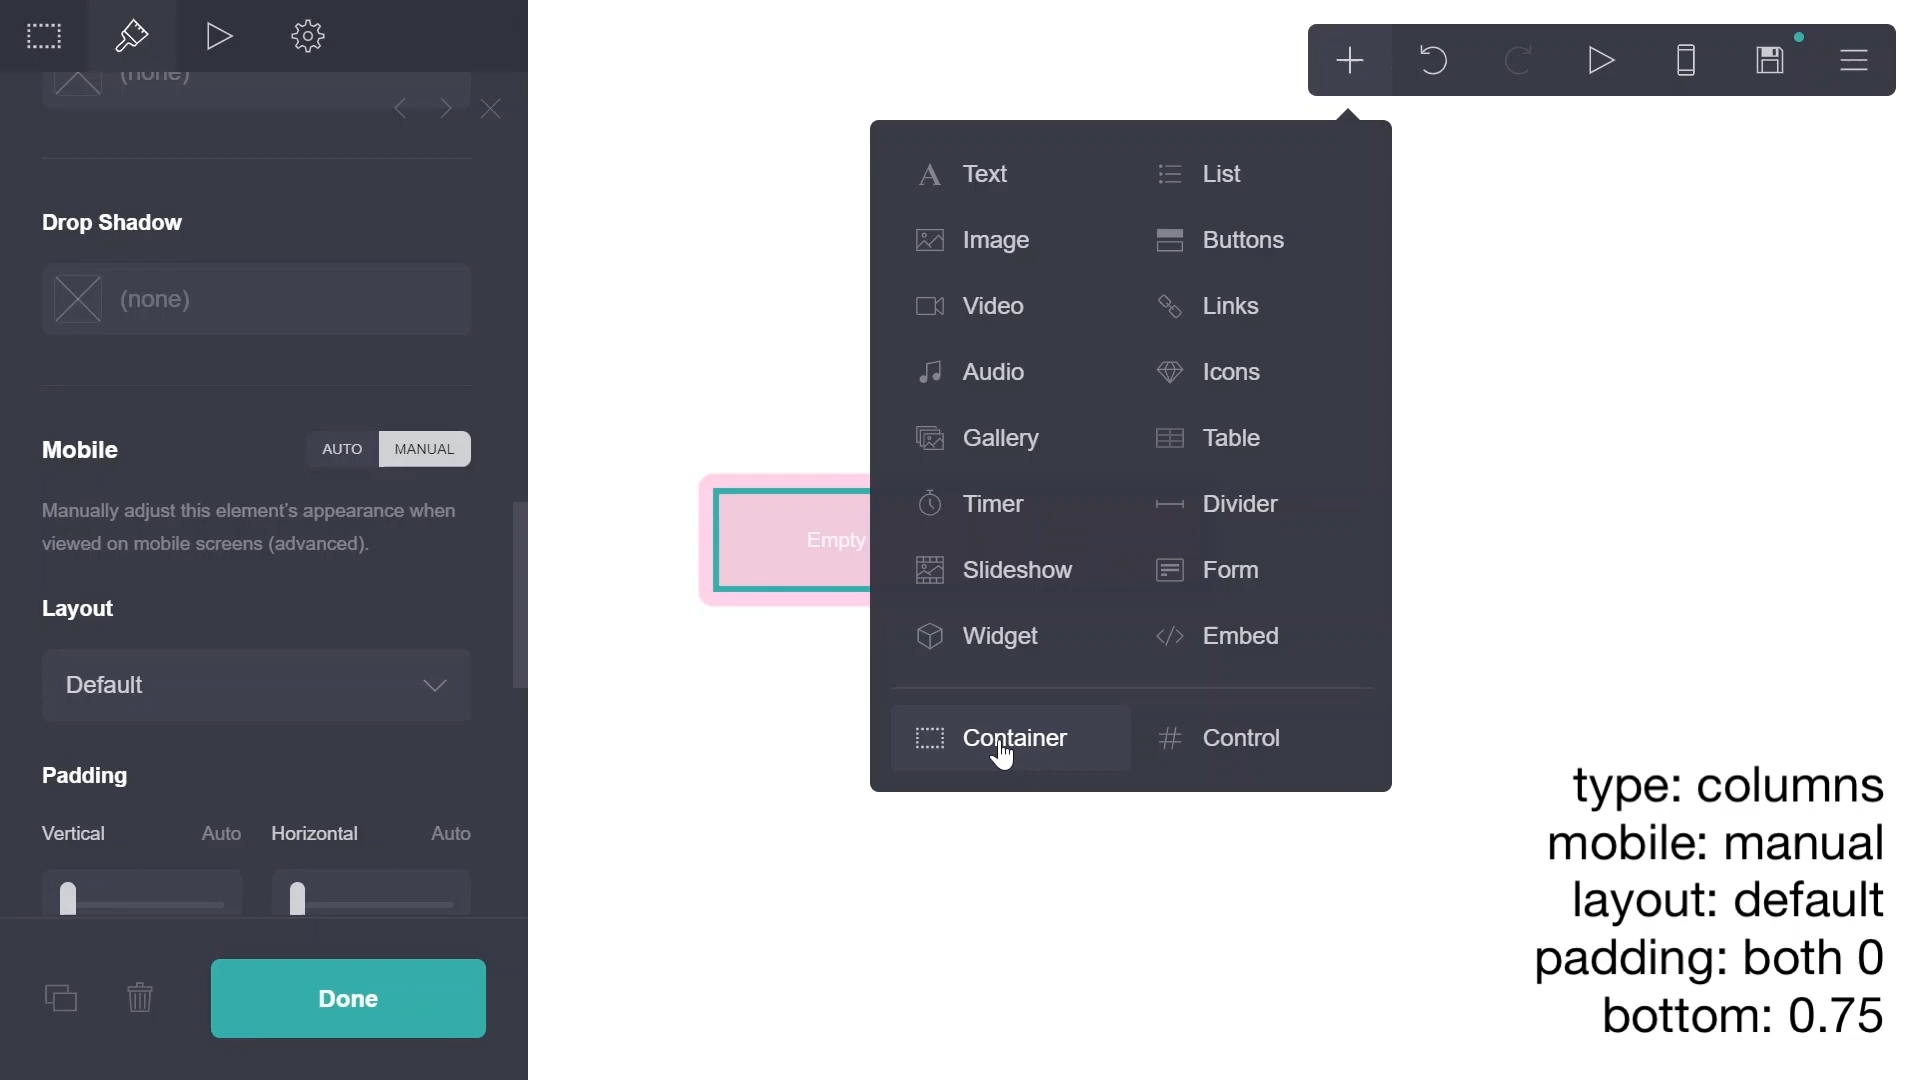 (none)
Drop Shadow
(none)
Mobile
AUTO MANUAL
Manually adjust this element's appearance when
viewed on mobile screens (advanced).
Layout
Default
Padding
Vertical Auto Horizontal Auto
Done
Empty
Text List
Image Buttons
Video Links
Audio Icons
Gallery Table
Timer Divider
Slideshow Form
Widget Embed
Container Control
type: columns
mobile: manual
layout: default
padding: both 0
bottom: 0.75